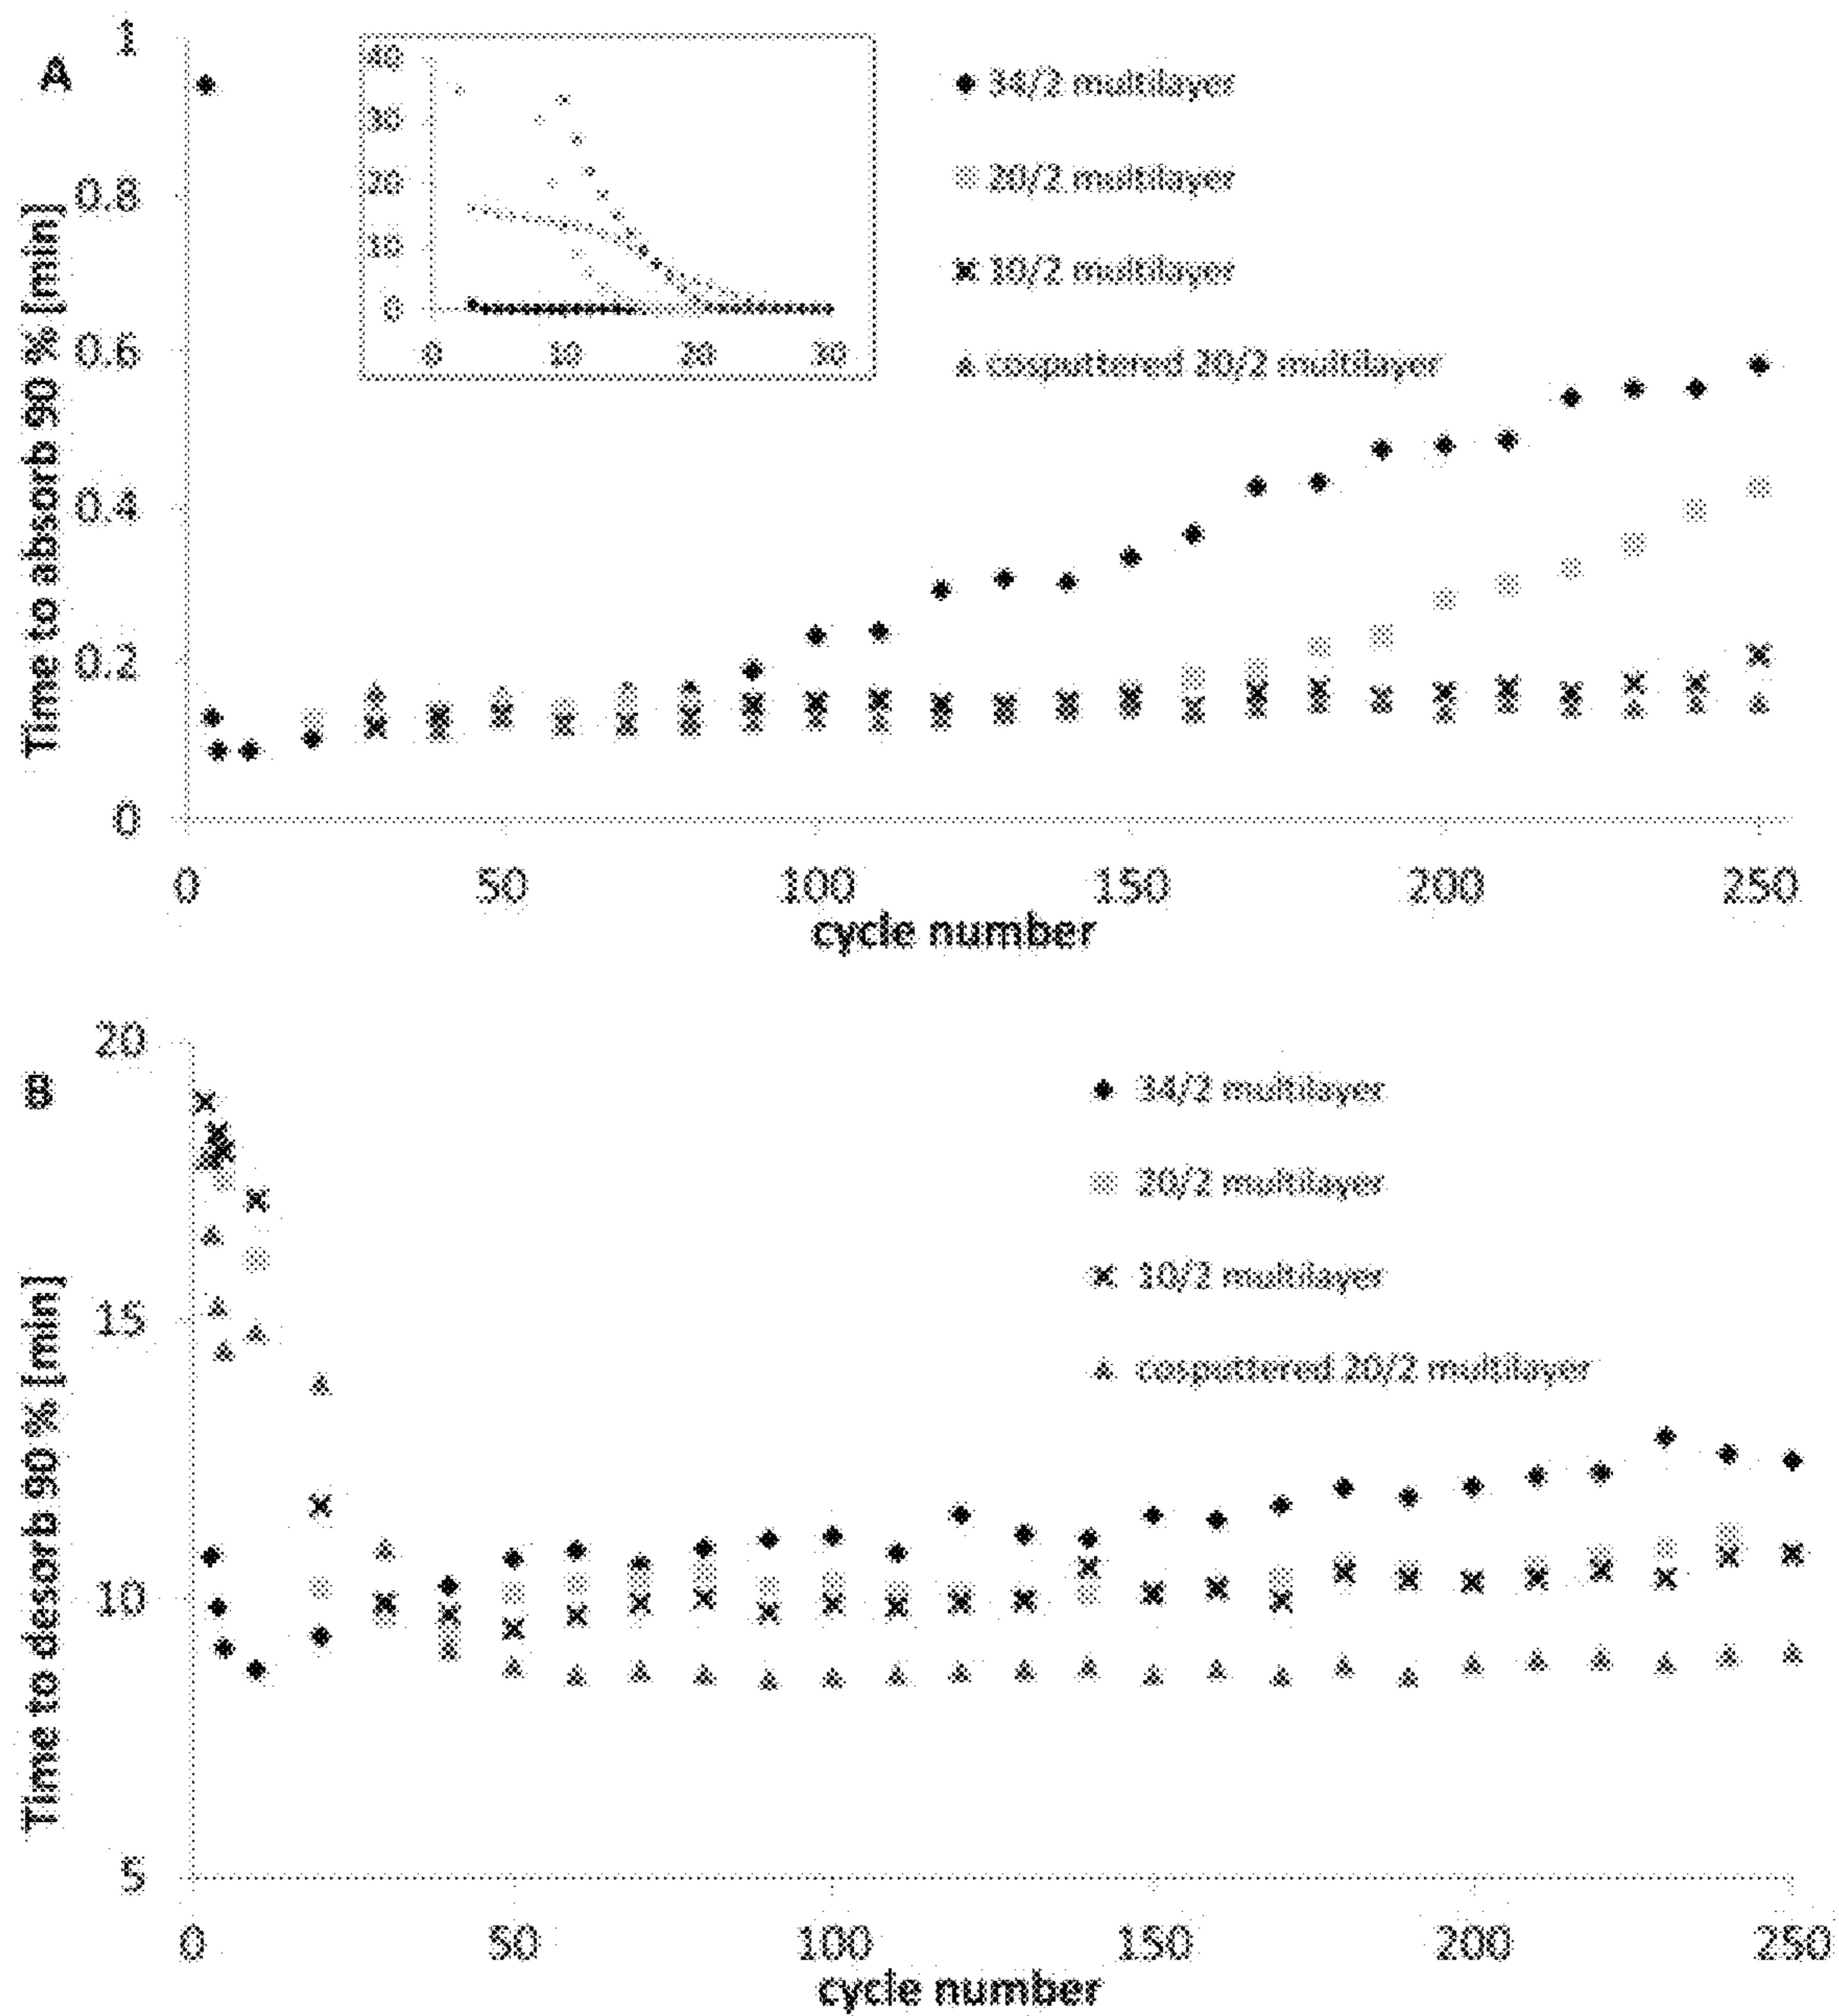 A
Time to absorb 90 % [min]
1
0.8
0.6
0.4
0.2
0
40
30
20
10
0
0 10 20 30
34/2 multilayer
20/2 multilayer
10/2 multilayer
cosputtered 20/2 multilayer
0 50 100 150 200 250
cycle number
B
Time to desorb 90 % [min]
20
15
10
5
34/2 multilayer
20/2 multilayer
10/2 multilayer
cosputtered 20/2 multilayer
0 50 100 150 200 250
cycle number